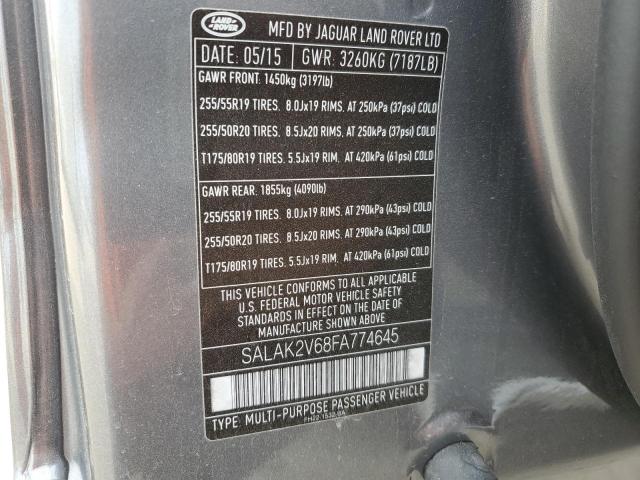 LAND ROVER
MFD BY JAGUAR LAND ROVER LTD
DATE: 05/15 GWR: 3260KG (7187LB)
GAWR FRONT: 1450kg (3197lb)
255/55R19 TIRES. 8.0Jx19 RIMS. AT 250kPa (37psi) COLD
255/50R20 TIRES. 8.5Jx20 RIMS. AT 250kPa (37psi) COLD
T175/80R19 TIRES. 5.5Jx19 RIM. AT 420kPa (61psi) COLD
GAWR REAR: 1855kg (4090lb)
255/55R19 TIRES. 8.0Jx19 RIMS. AT 290kPa (43psi) COLD
255/50R20 TIRES. 8.5Jx20 RIMS. AT 290kPa (43psi) COLD
T175/80R19 TIRES. 5.5Jx19 RIM. AT 420kPa (61psi) COLD
THIS VEHICLE CONFORMS TO ALL APPLICABLE
U.S. FEDERAL MOTOR VEHICLE SAFETY
STANDARDS IN EFFECT ON THE DATE OF
MANUFACTURE SHOWN ABOVE.
SALAK2V68FA774645
TYPE: MULTI-PURPOSE PASSENGER VEHICLE